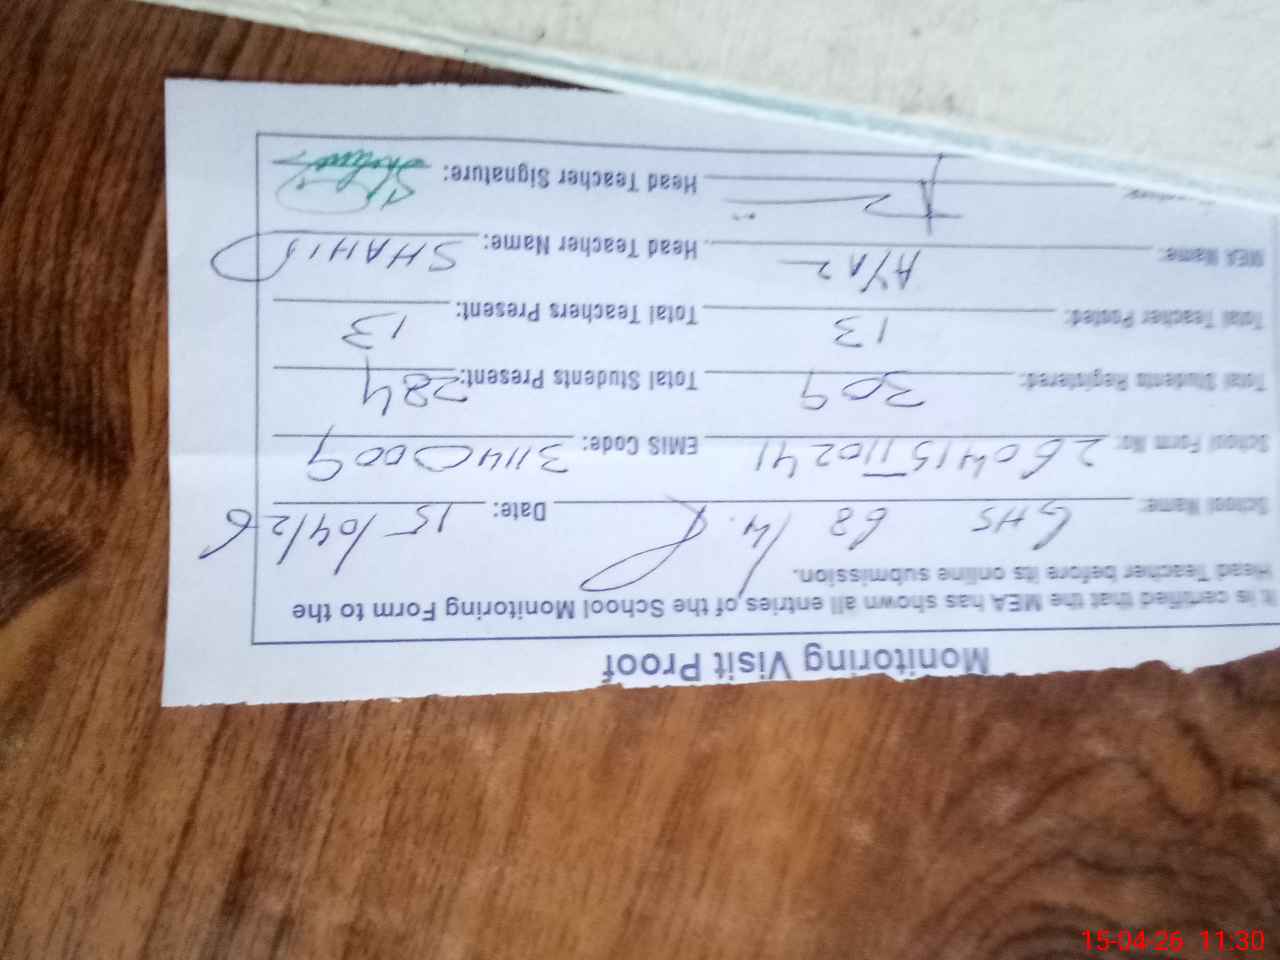 Monitoring Visit Proof
It is certified that the MEA has shown all entries of the School Monitoring Form to the
Head Teacher before its online submission.
School Name: GHS 68 /4.R Date: 15/04/26
School Form No: 260415110241 EMIS Code: 31140009
Total Students Registered: 309 Total Students Present: 284
Total Teacher Posted: 13 Total Teachers Present: 13
MEA Name: AYAZ Head Teacher Name: SHAHID
Head Teacher Signature:
15-04-26 11:30